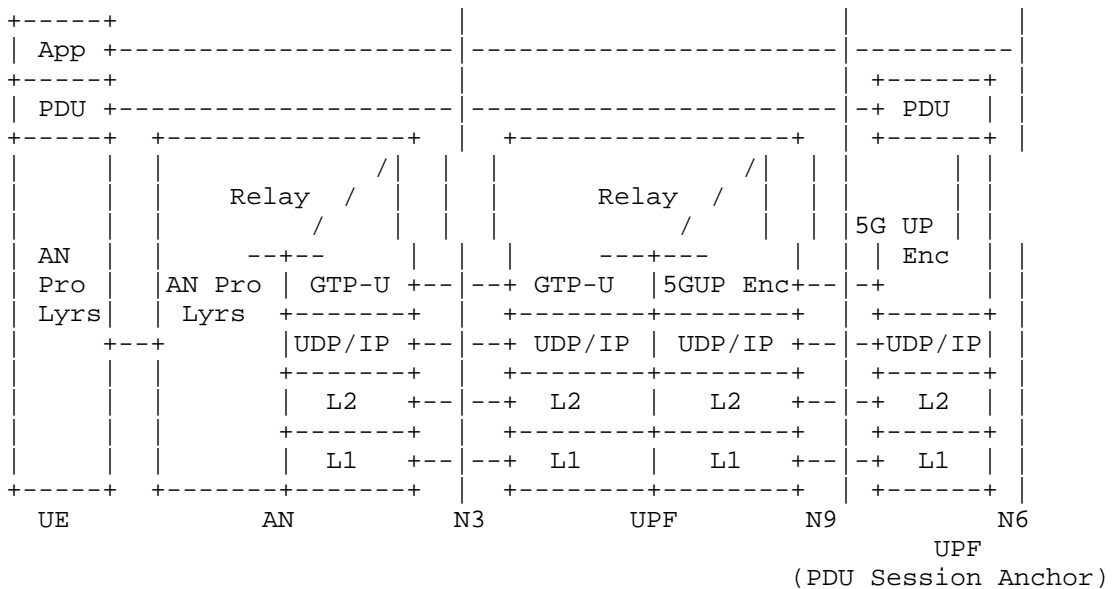 App
PDU PDU
Relay Relay
5G UP
AN Enc
Pro AN Pro GTP-U GTP-U 5GUP Enc
Lyrs Lyrs
UDP/IP UDP/IP UDP/IP UDP/IP
L2 L2 L2 L2
L1 L1 L1 L1
UE AN N3 UPF N9 N6
UPF
(PDU Session Anchor)